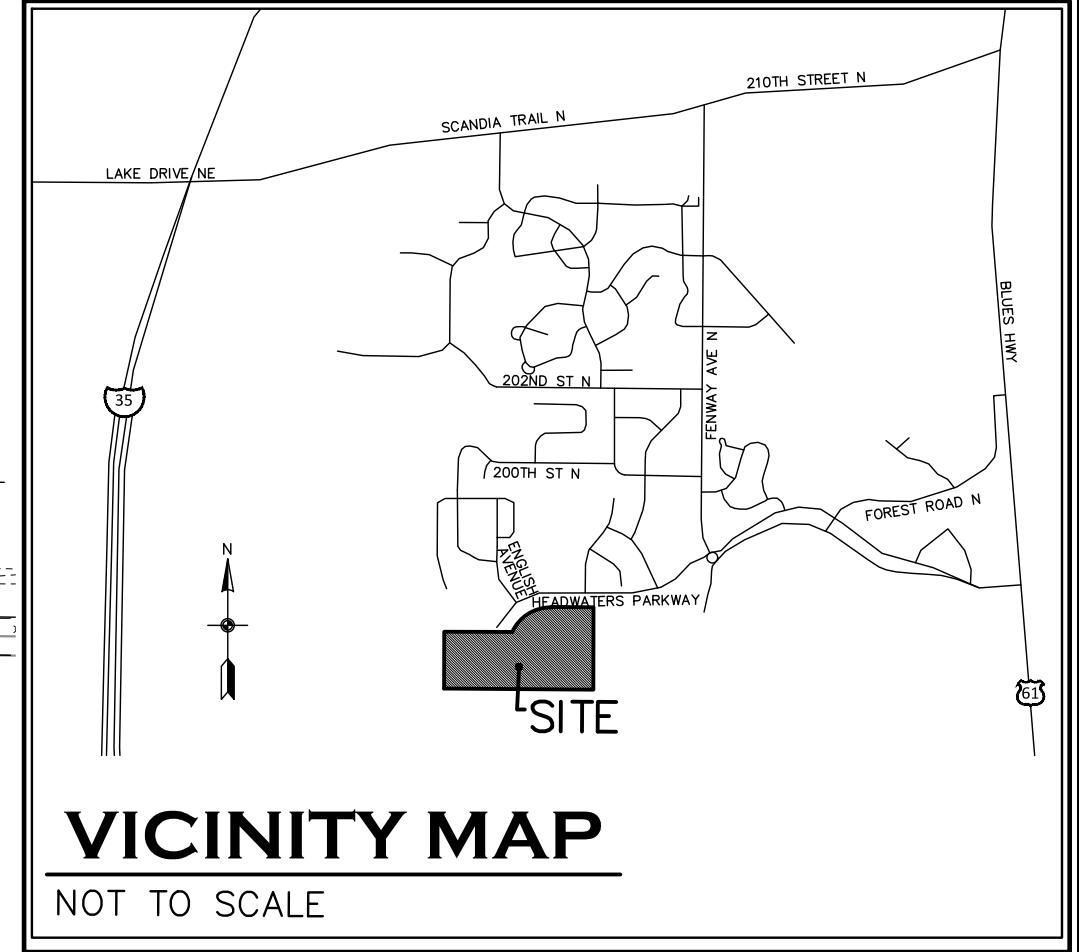 210TH STREET N
SCANDIA TRAIL N
LAKE DRIVE NE
BLUES HWY
FENWAY AVE N
202ND ST N
35
200TH ST N
FOREST ROAD N
N
ENGLISH
AVENUE
HEADWATERS PARKWAY
61
SITE
VICINITY MAP
NOT TO SCALE